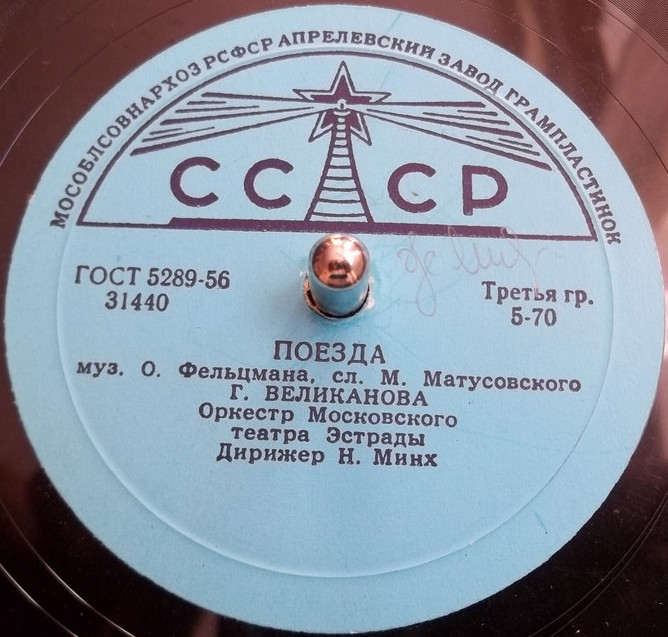 МОСОБЛСОВНАРХОЗ РСФСР АПРЕЛЕВСКИЙ ЗАВОД ГРАМПЛАСТИНОК
СССР
ГОСТ 5289-56
31440
Третья гр.
5-70
ПОЕЗДА
муз. О. Фельцмана, сл. М. Матусовского
Г. ВЕЛИКАНОВА
Оркестр Московского
театра Эстрады
Дирижер Н. Минх